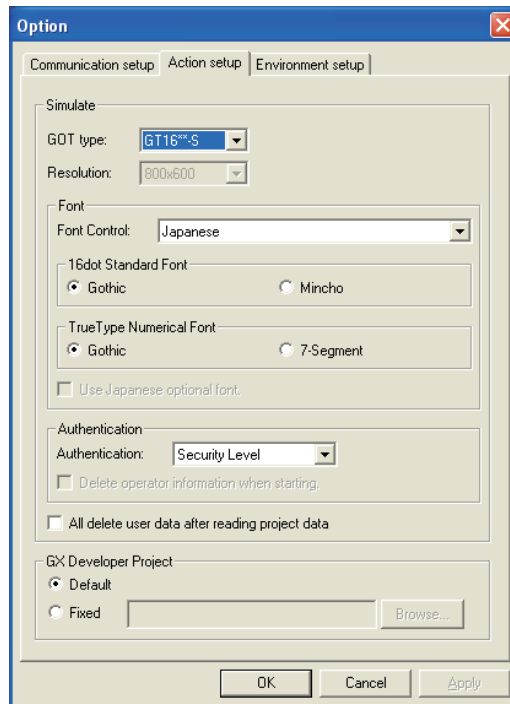 Option
Communication setup Action setup Environment setup
Simulate
GOT type: GT16**-S
Resolution: 800x600
Font
Font Control: Japanese
16dot Standard Font
Gothic Mincho
TrueType Numerical Font
Gothic 7-Segment
Use Japanese optional font.
Authentication
Authentication: Security Level
Delete operator information when starting.
All delete user data after reading project data
GX Developer Project
Default
Fixed Browse...
OK Cancel Apply